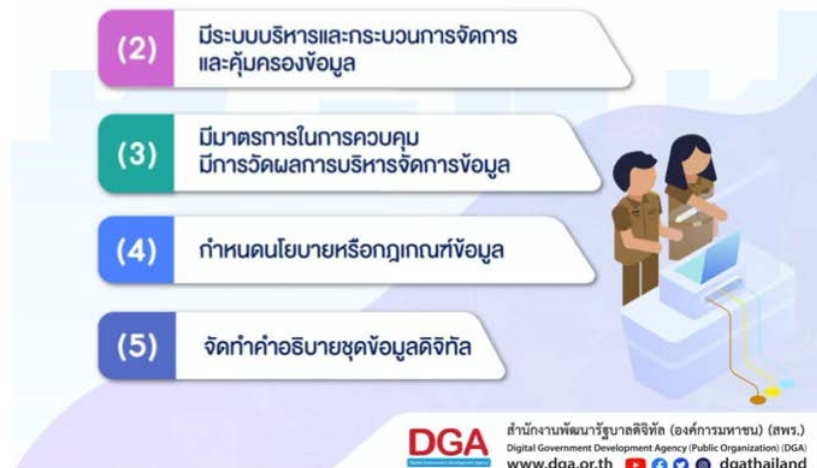 (2)
มีระบบบริหารและกระบวนการจัดการ
และคุ้มครองข้อมูล
(3)
มีมาตรการในการควบคุม
มีการวัดผลการบริหารจัดการข้อมูล
(4)
กำหนดนโยบายหรือกฎเกณฑ์ข้อมูล
(5)
จัดทำคำอธิบายชุดข้อมูลดิจิทัล
DGA
Digital Government Development Agency
สำนักงานพัฒนารัฐบาลดิจิทัล (องค์การมหาชน) (สพร.)
Digital Government Development Agency (Public Organization) (DGA)
www.dga.or.th dgathailand